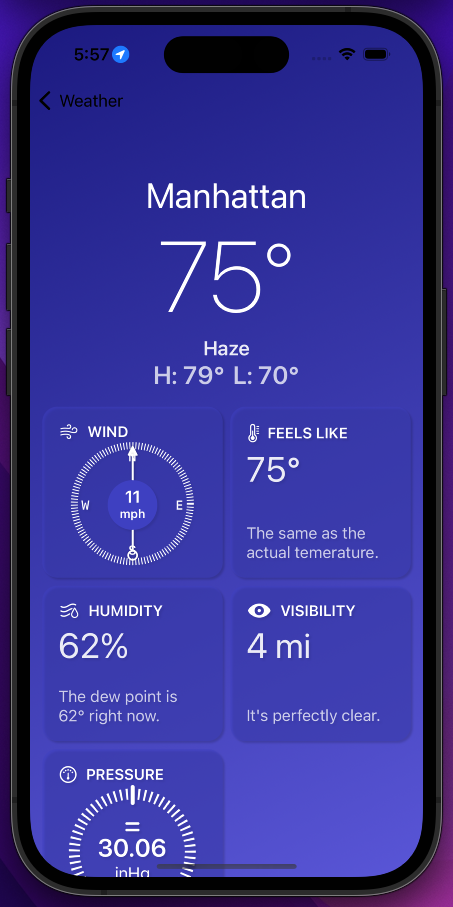 5:57
Weather
Manhattan
75°
Haze
H: 79° L: 70°
WIND
W
11
mph
E
S
FEELS LIKE
75°
The same as the
actual temerature.
HUMIDITY
62%
The dew point is
62° right now.
VISIBILITY
4 mi
It's perfectly clear.
PRESSURE
=
30.06
inHg